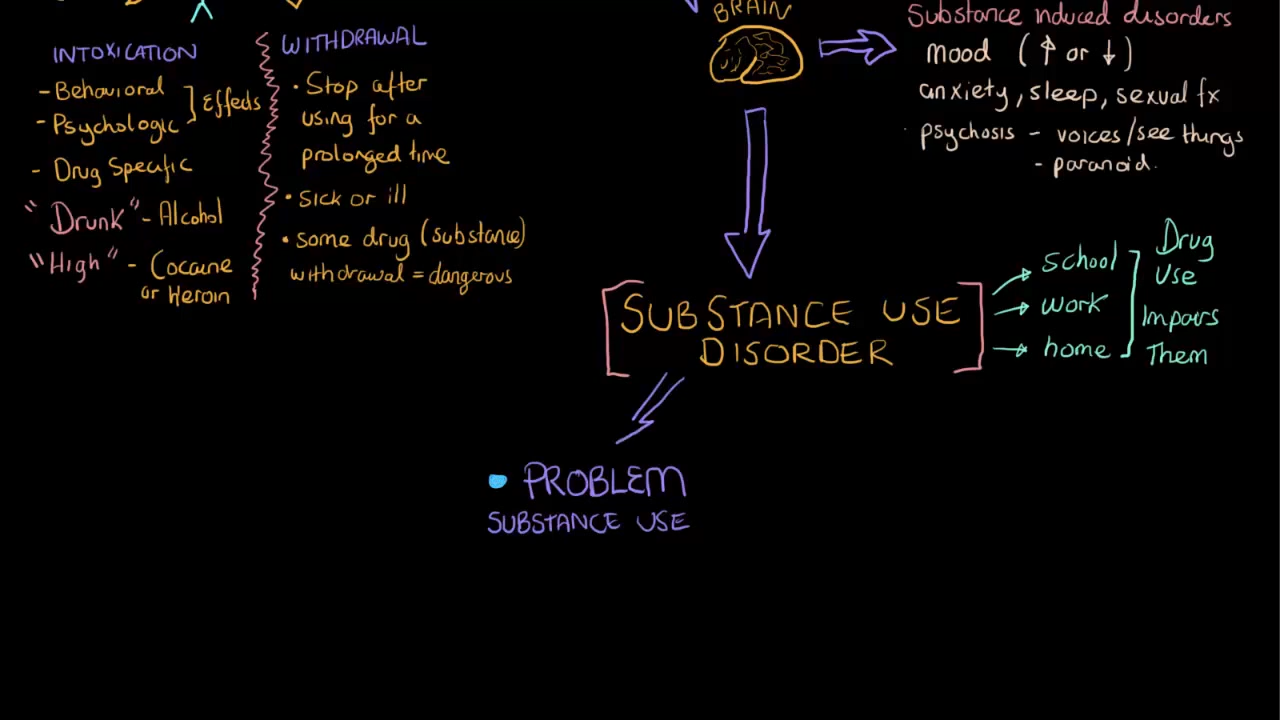 INTOXICATION
- Behavioral
- Psychologic
] Effects
- Drug Specific
"Drunk" - Alcohol
"High" - Cocaine
or Heroin
WITHDRAWAL
• Stop after
using for a
prolonged time
• Sick or ill
• Some drug (substance)
withdrawal = dangerous
BRAIN
Substance induced disorders
mood (↑ or ↓)
anxiety, sleep, sexual fx
psychosis - voices/see things
- paranoid.
[SUBSTANCE USE
DISORDER]
→ school
→ work
→ home
Drug
Use
Impairs
Them
• PROBLEM
SUBSTANCE USE